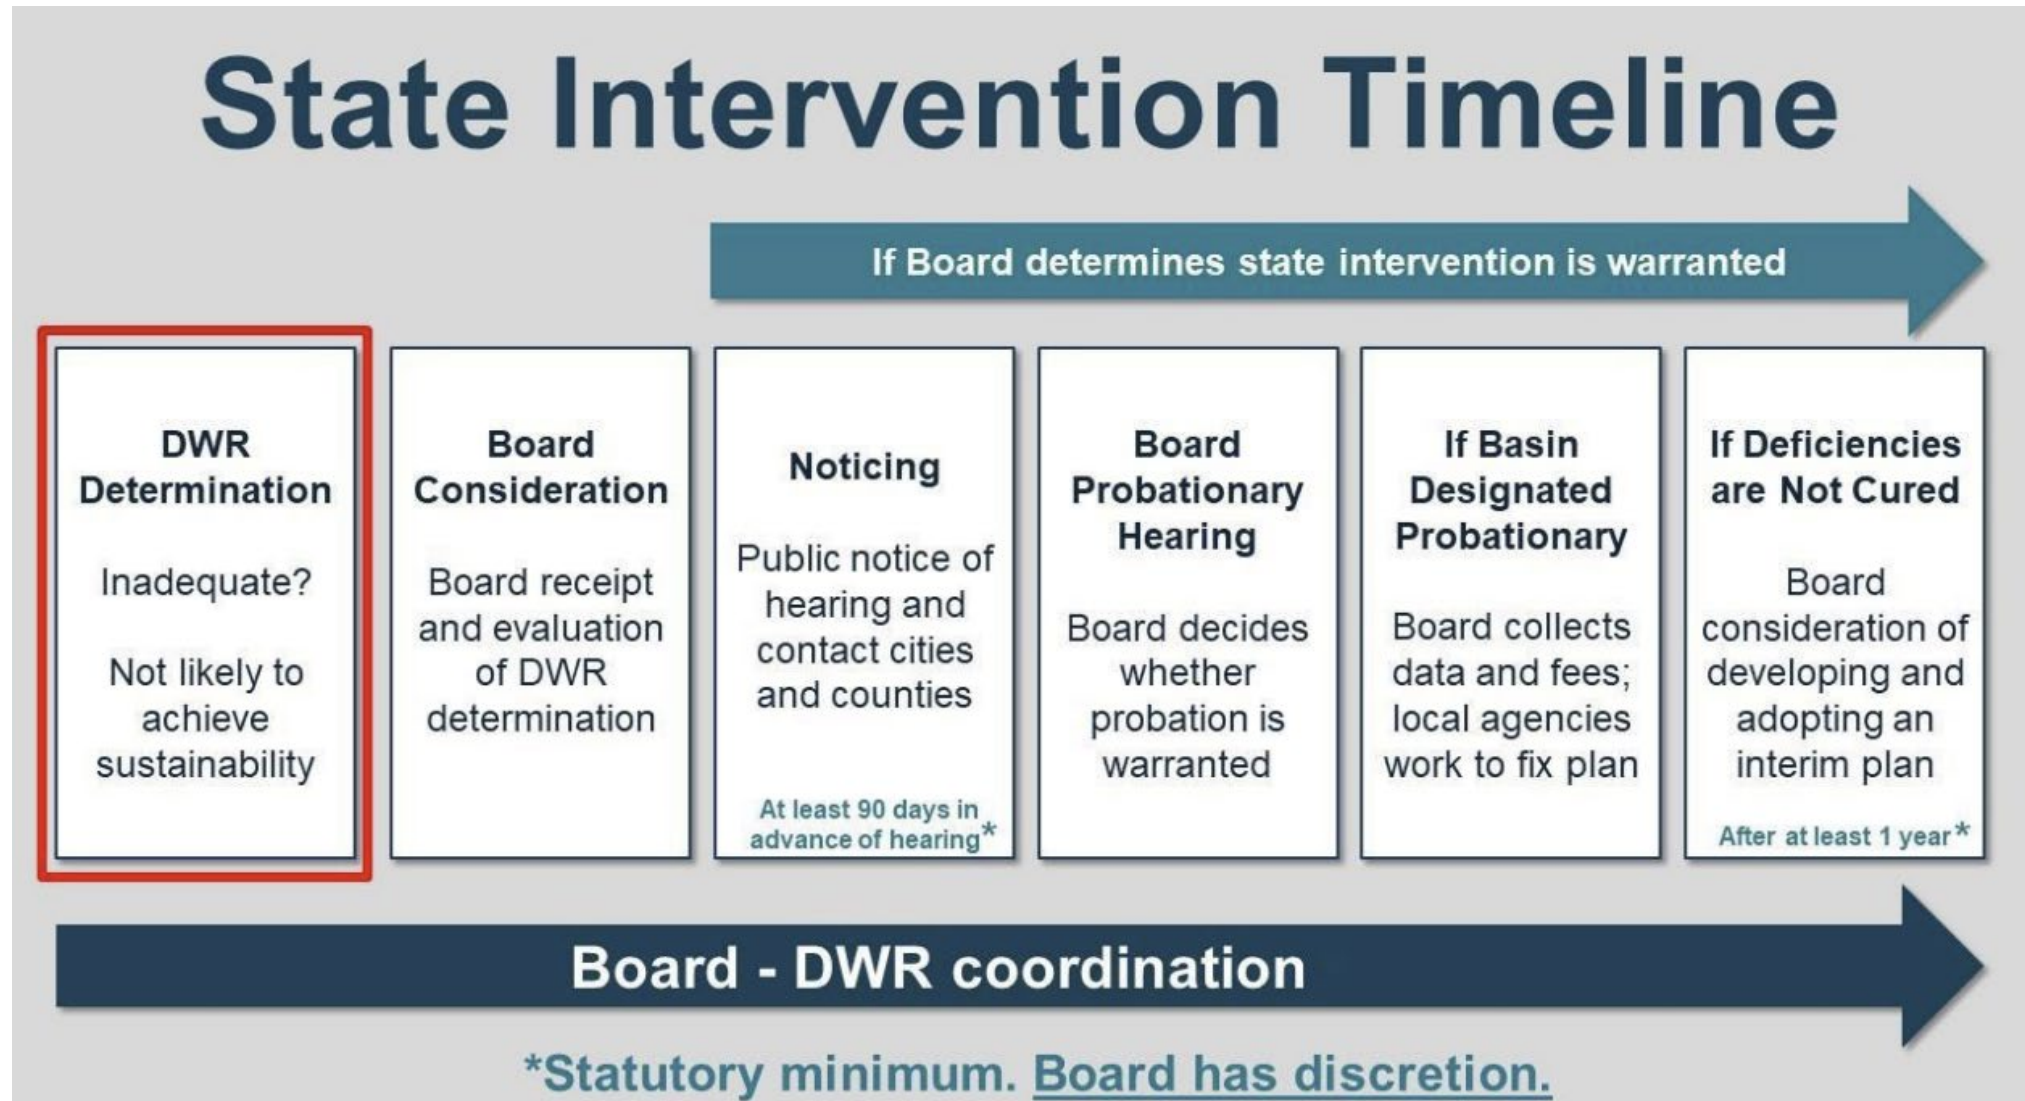 State Intervention Timeline
If Board determines state intervention is warranted
DWR
Determination
Inadequate?
Not likely to
achieve
sustainability
Board
Consideration
Board receipt
and evaluation
of DWR
determination
Noticing
Public notice of
hearing and
contact cities
and counties
At least 90 days in
advance of hearing*
Board
Probationary
Hearing
Board decides
whether
probation is
warranted
If Basin
Designated
Probationary
Board collects
data and fees;
local agencies
work to fix plan
If Deficiencies
are Not Cured
Board
consideration of
developing and
adopting an
interim plan
After at least 1 year*
Board - DWR coordination
*Statutory minimum. Board has discretion.